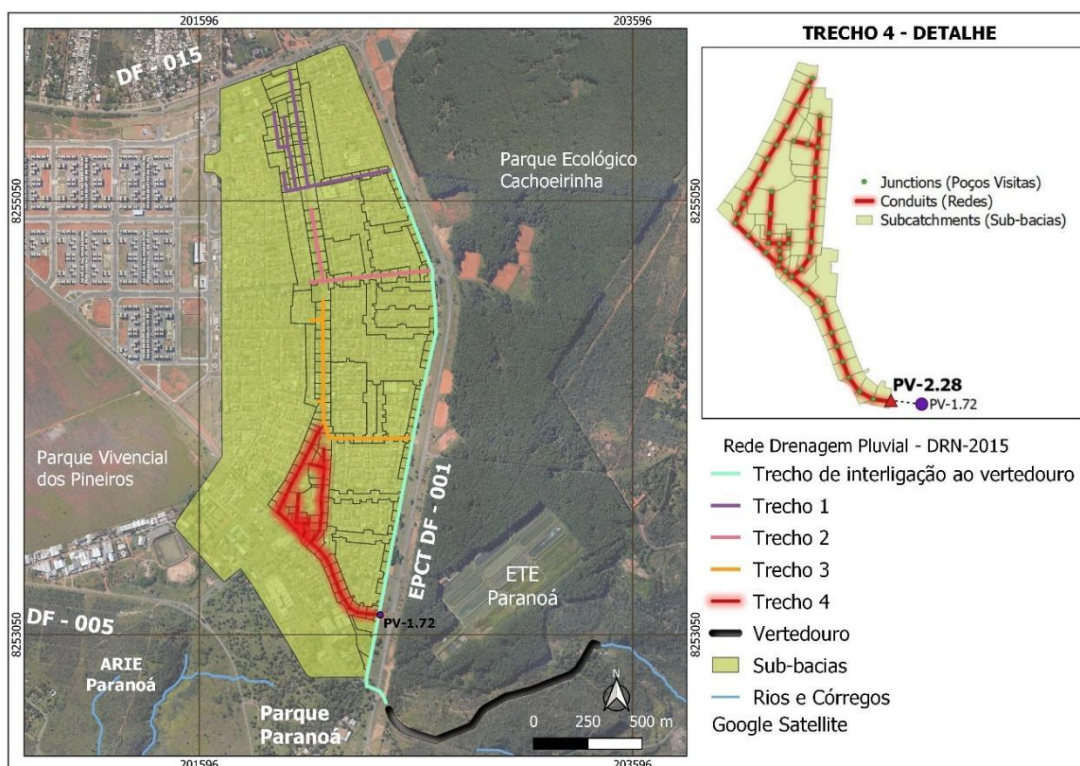 201596
203596
DF - 015
Parque Ecológico
Cachoeirinha
8255050
8255050
Parque Vivencial
dos Pineiros
EPCT DF - 001
ETE
Paranoá
PV-1.72
DF - 005
8253050
8253050
ARIE
Paranoá
Parque
Paranoá
N
0 250 500 m
201596
203596
TRECHO 4 - DETALHE
Junctions (Poços Visitas)
Conduits (Redes)
Subcatchments (Sub-bacias)
PV-2.28
PV-1.72
Rede Drenagem Pluvial - DRN-2015
Trecho de interligação ao vertedouro
Trecho 1
Trecho 2
Trecho 3
Trecho 4
Vertedouro
Sub-bacias
Rios e Córregos
Google Satellite